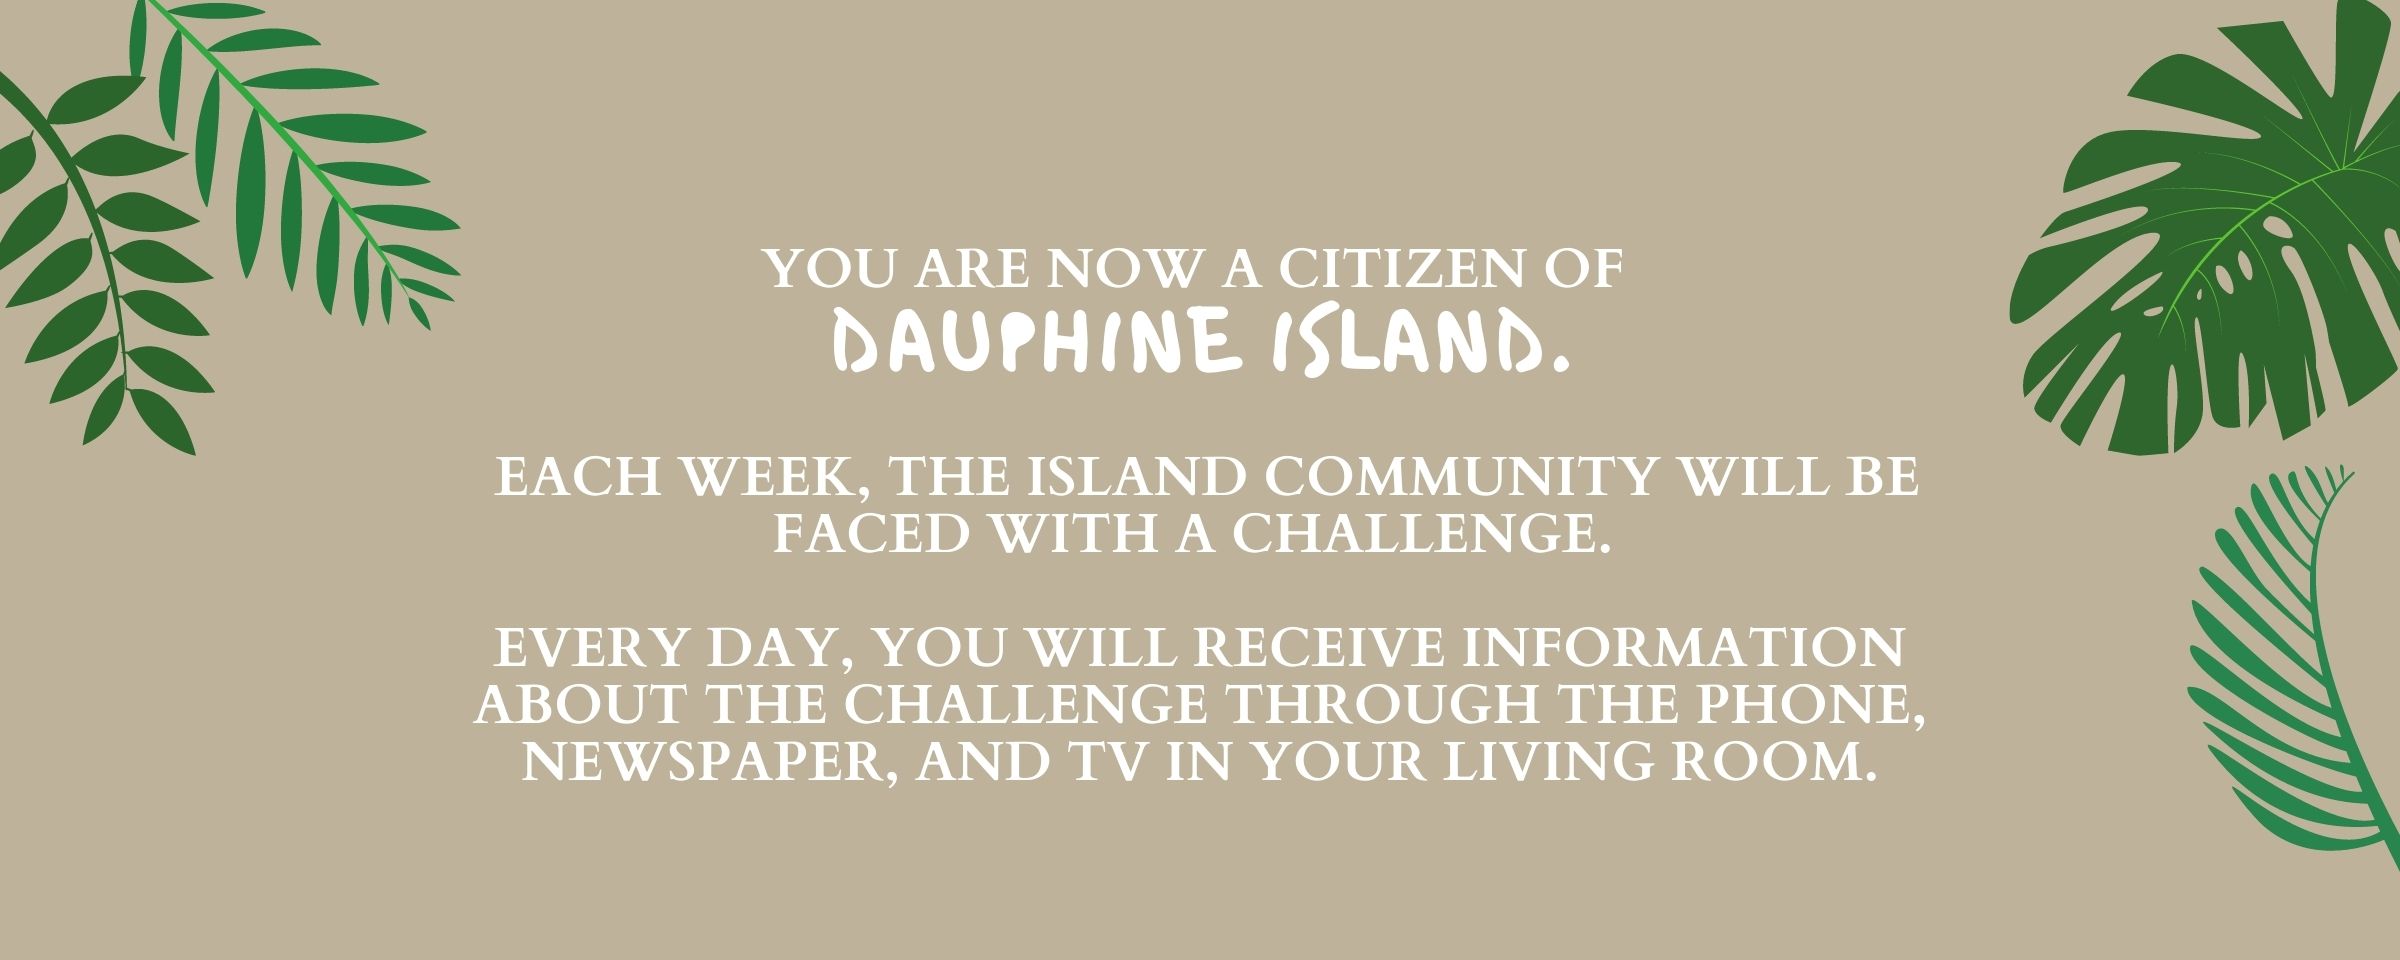 YOU ARE NOW A CITIZEN OF
DAUPHINE ISLAND.
EACH WEEK, THE ISLAND COMMUNITY WILL BE
FACED WITH A CHALLENGE.
EVERY DAY, YOU WILL RECEIVE INFORMATION
ABOUT THE CHALLENGE THROUGH THE PHONE,
NEWSPAPER, AND TV IN YOUR LIVING ROOM.